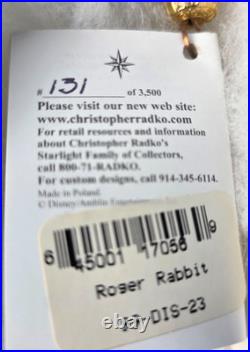 # 131 of 3,500
Please visit our new web site:
www.christopherradko.com
For retail resources and information
about Christopher Radko's
Starlight Family of Collectors,
call 800-71-RADKO.
For custom designs, call 914-345-6114.
Made in Poland.
© Disney/Amblin
6 45001 17056 9
Roger Rabbit
DIS-23